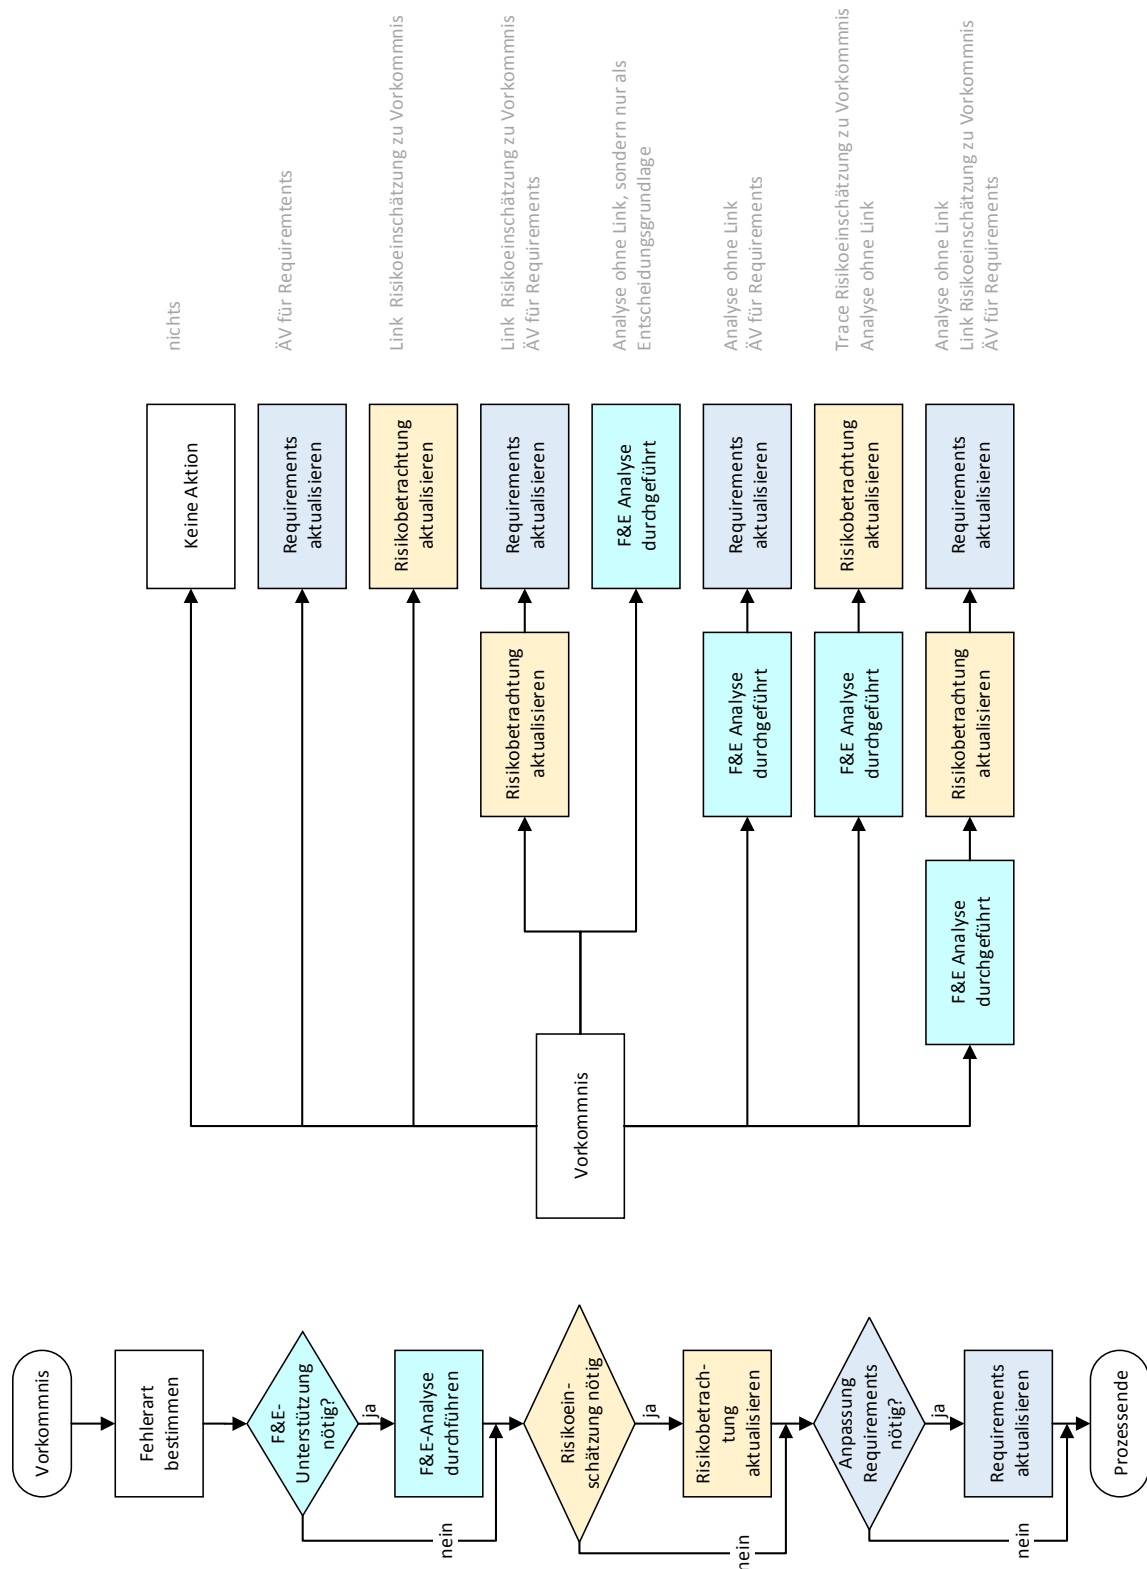 Vorkommnis
Fehlerart
bestimmen
F&E-
Unterstützung
nötig?
ja
nein
F&E-Analyse
durchführen
Risikoein-
schätzung nötig
ja
nein
Risikobetrach-
tung
aktualisieren
Anpassung
Requirements
nötig?
ja
nein
Requirements
aktualisieren
Prozessende
Vorkommnis
Keine Aktion
nichts
Requirements
aktualisieren
ÄV für Requiremtents
Risikobetrachtung
aktualisieren
Link Risikoeinschätzung zu Vorkommnis
Risikobetrachtung
aktualisieren
Requirements
aktualisieren
Link Risikoeinschätzung zu Vorkommnis
ÄV für Requirements
F&E Analyse
durchgeführt
Analyse ohne Link, sondern nur als
Entscheidungsgrundlage
F&E Analyse
durchgeführt
Requirements
aktualisieren
Analyse ohne Link
ÄV für Requirements
F&E Analyse
durchgeführt
Risikobetrachtung
aktualisieren
Trace Risikoeinschätzung zu Vorkommnis
Analyse ohne Link
F&E Analyse
durchgeführt
Risikobetrachtung
aktualisieren
Requirements
aktualisieren
Analyse ohne Link
Link Risikoeinschätzung zu Vorkommnis
ÄV für Requirements